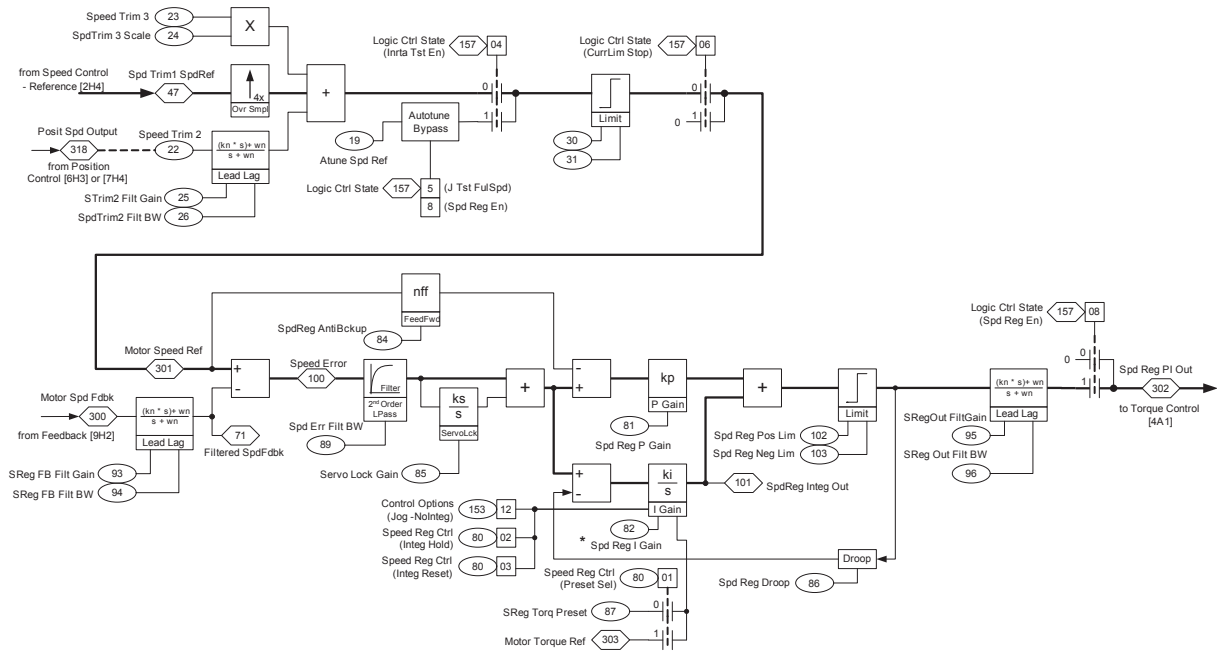 Speed Trim 3
23
SpdTrim 3 Scale
24
X
from Speed Control
- Reference [2H4]
Spd Trim1 SpdRef
47
4x
Ovr Smpl
+
Posit Spd Output
318
from Position
Control [6H3] or [7H4]
Speed Trim 2
22
(kn * s)+ wn
s + wn
Lead Lag
STrim2 Filt Gain
25
SpdTrim2 Filt BW
26
Logic Ctrl State
(Inrta Tst En)
157
04
0
1
19
Atune Spd Ref
Autotune
Bypass
Logic Ctrl State
157
5
(J Tst FulSpd)
8
(Spd Reg En)
Limit
30
31
Logic Ctrl State
(CurrLim Stop)
157
06
0
0
1
nff
FeedFwd
SpdReg AntiBckup
84
Motor Speed Ref
301
+
-
Speed Error
100
Filter
2nd Order
LPass
Spd Err Filt BW
89
ks
s
ServoLck
Servo Lock Gain
85
+
-
+
kp
P Gain
81
Spd Reg P Gain
+
Limit
Spd Reg Pos Lim
102
Spd Reg Neg Lim
103
Motor Spd Fdbk
300
from Feedback [9H2]
(kn * s)+ wn
s + wn
Lead Lag
71
Filtered SpdFdbk
SReg FB Filt Gain
93
SReg FB Filt BW
94
+
-
ki
s
I Gain
82
* Spd Reg I Gain
101
SpdReg Integ Out
Control Options
(Jog -NoInteg)
153
12
Speed Reg Ctrl
(Integ Hold)
80
02
Speed Reg Ctrl
(Integ Reset)
80
03
Speed Reg Ctrl
(Preset Sel)
80
01
SReg Torq Preset
87
0
Motor Torque Ref
303
1
Droop
Spd Reg Droop
86
(kn * s)+ wn
s + wn
Lead Lag
SRegOut FiltGain
95
SReg Out Filt BW
96
Logic Ctrl State
(Spd Reg En)
157
08
0
0
1
Spd Reg PI Out
302
to Torque Control
[4A1]